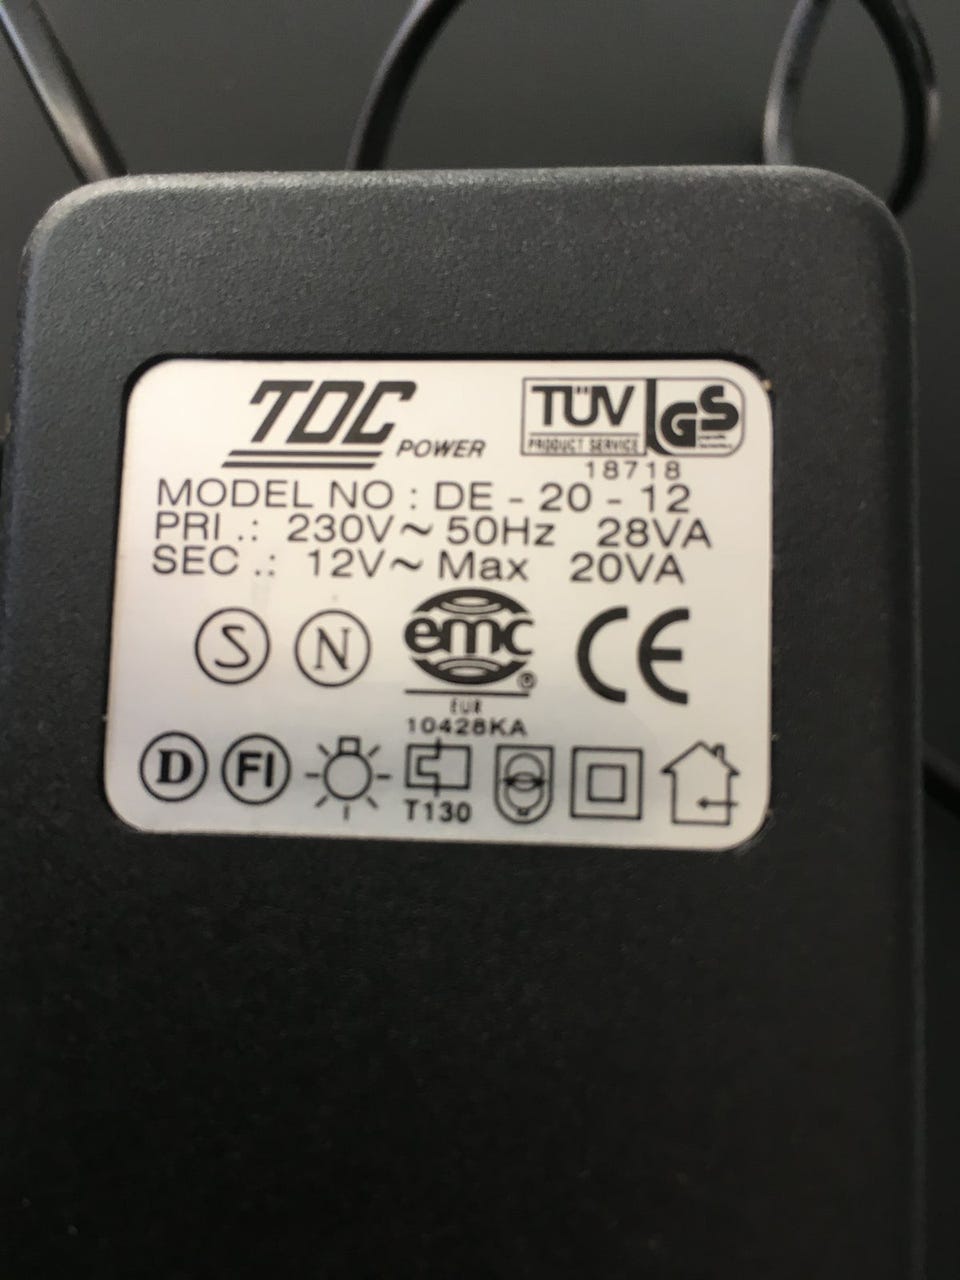 TDC POWER
TÜV GS
PRODUCT SERVICE
18718
MODEL NO : DE - 20 - 12
PRI .: 230V~ 50Hz 28VA
SEC .: 12V~ Max 20VA
S N emc ® CE
EUR
10428KA
D FI
T130